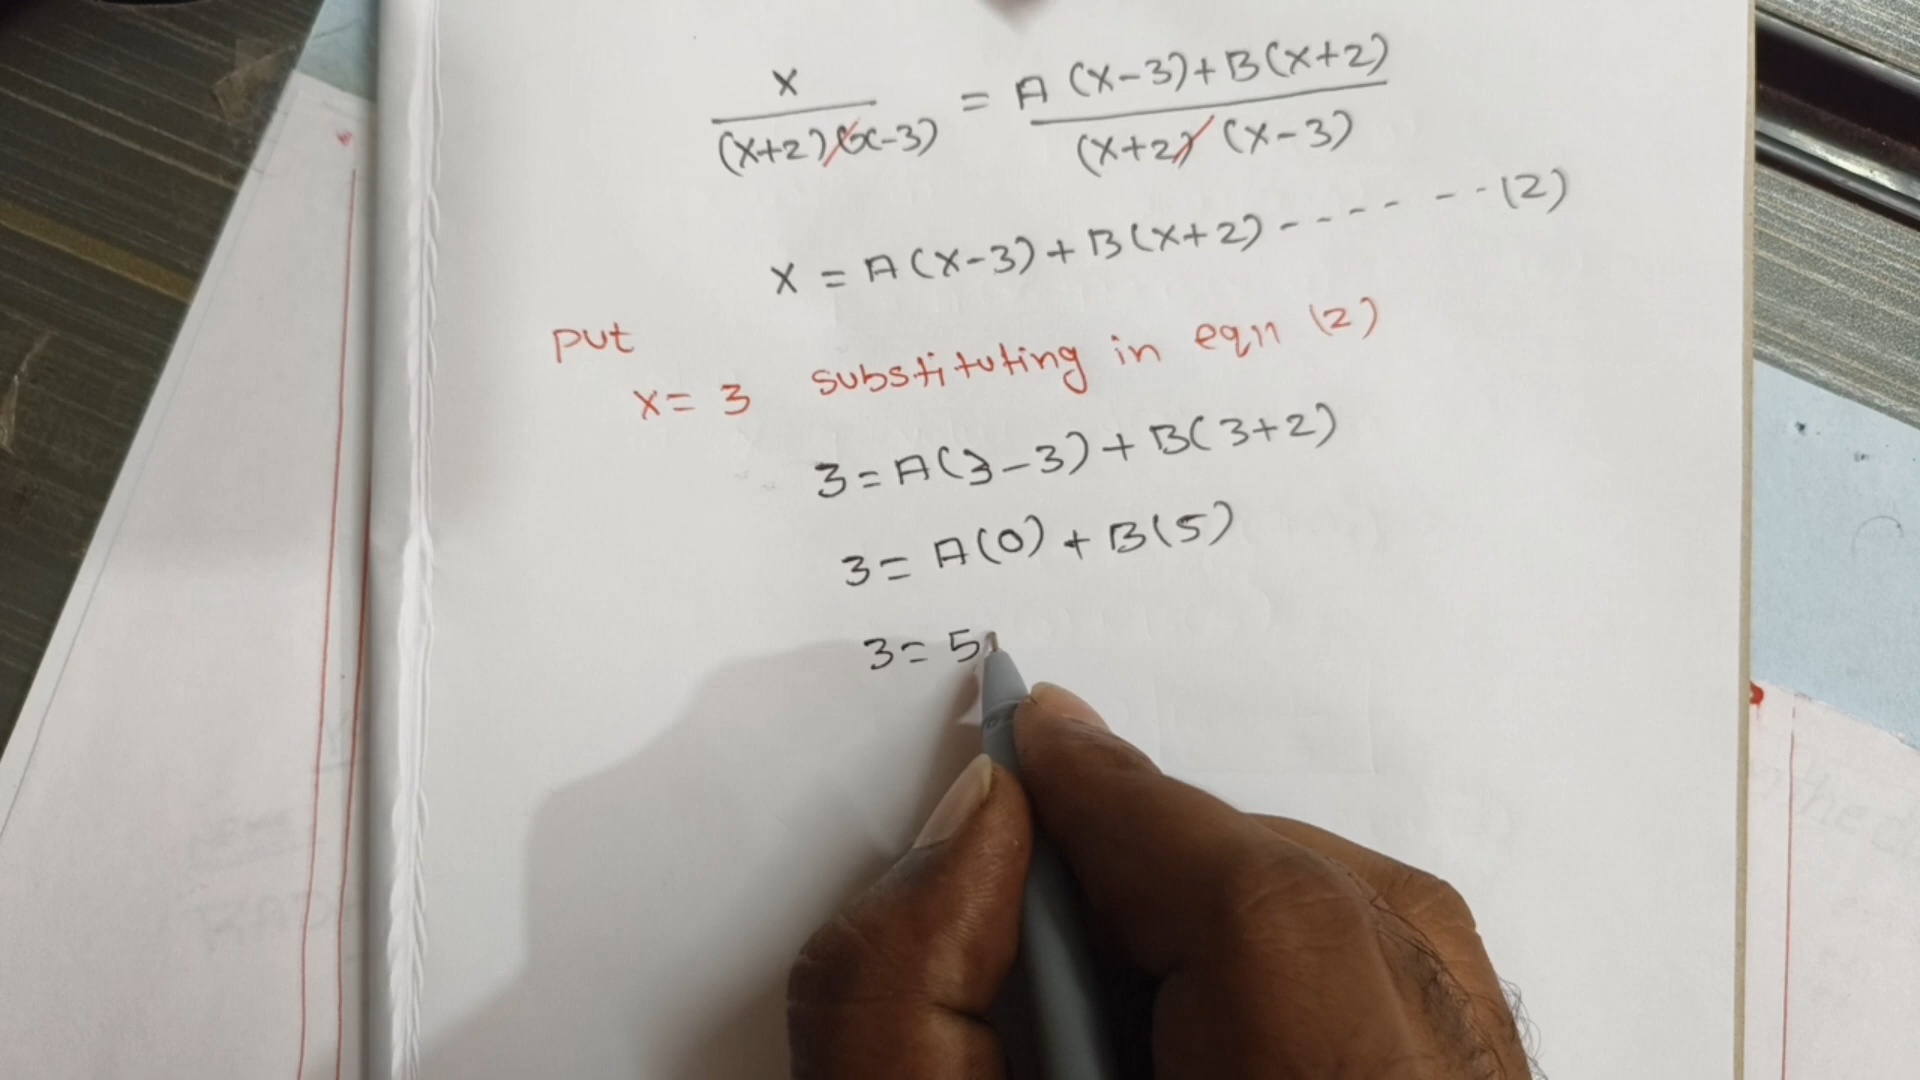 x/(x+2)(x-3) = A(x-3)+B(x+2)/(x+2)(x-3)
x = A(x-3)+B(x+2)-------(2)
put
x=3 substituting in eqn (2)
3=A(3-3)+B(3+2)
3=A(0)+B(5)
3=5